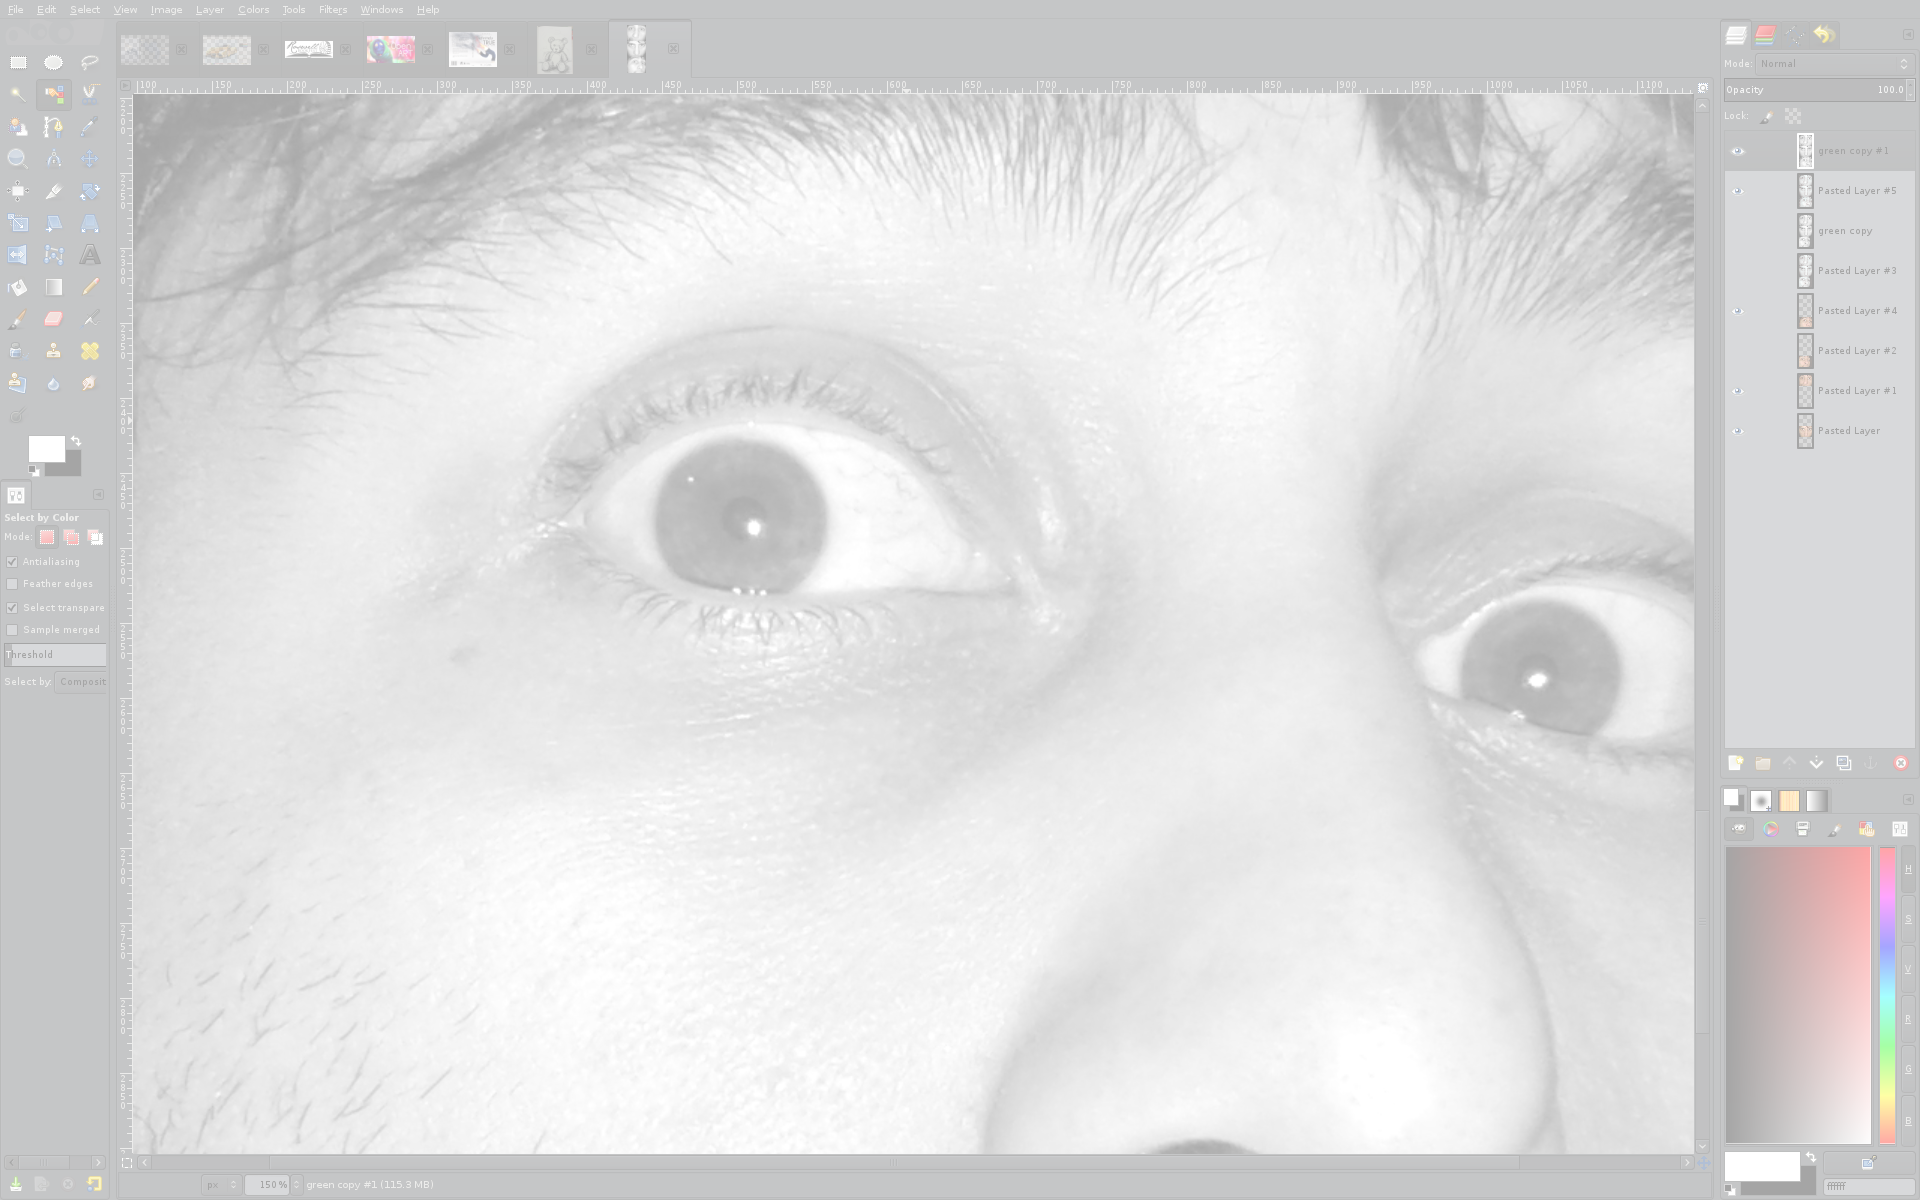 File Edit Select View Image Layer Colors Tools Filters Windows Help
100 150 200 250 300 350 400 450 500 550 600 650 700 750 800 850 900 950 1000 1050 1100
Mode: Normal
Opacity 100.0
Lock:
green copy #1
Pasted Layer #5
green copy
Pasted Layer #3
Pasted Layer #4
Pasted Layer #2
Pasted Layer #1
Pasted Layer
Select by Color
Mode:
Antialiasing
Feather edges
Select transpare
Sample merged
Threshold
Select by: Composit
H
S
V
R
G
B
px 150% green copy #1 (115.3 MB)
ffffff